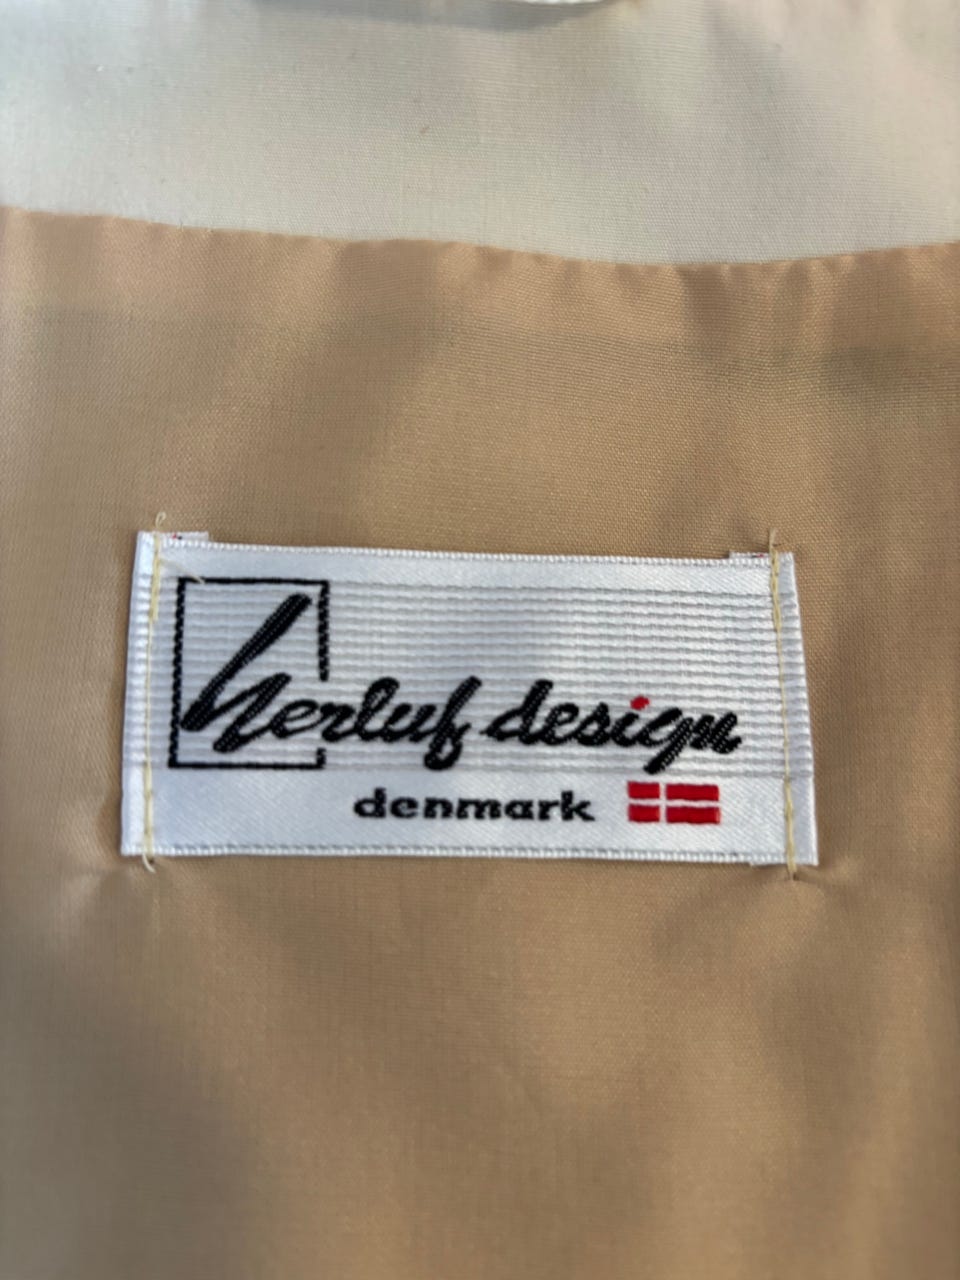 herluf design
denmark